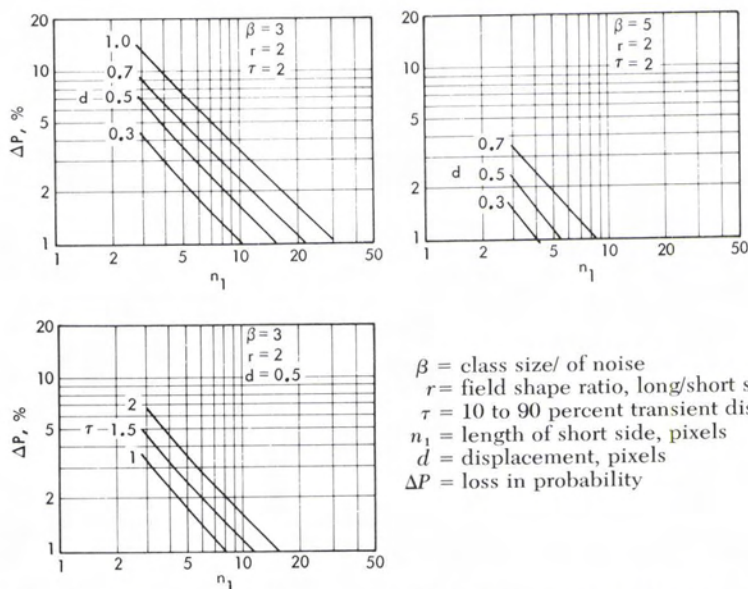 20
10
5
2
1
ΔP, %
1.0
0.7
d 0.5
0.3
β = 3
r = 2
τ = 2
1 2 5 10 20 50
n₁
20
10
5
2
1
0.7
d 0.5
0.3
β = 5
r = 2
τ = 2
1 2 5 10 20 50
n₁
20
10
5
2
1
ΔP, %
2
τ 1.5
1
β = 3
r = 2
d = 0.5
1 2 5 10 20 50
n₁
β = class size/ of noise
r = field shape ratio, long/short s
τ = 10 to 90 percent transient dis
n₁ = length of short side, pixels
d = displacement, pixels
ΔP = loss in probability